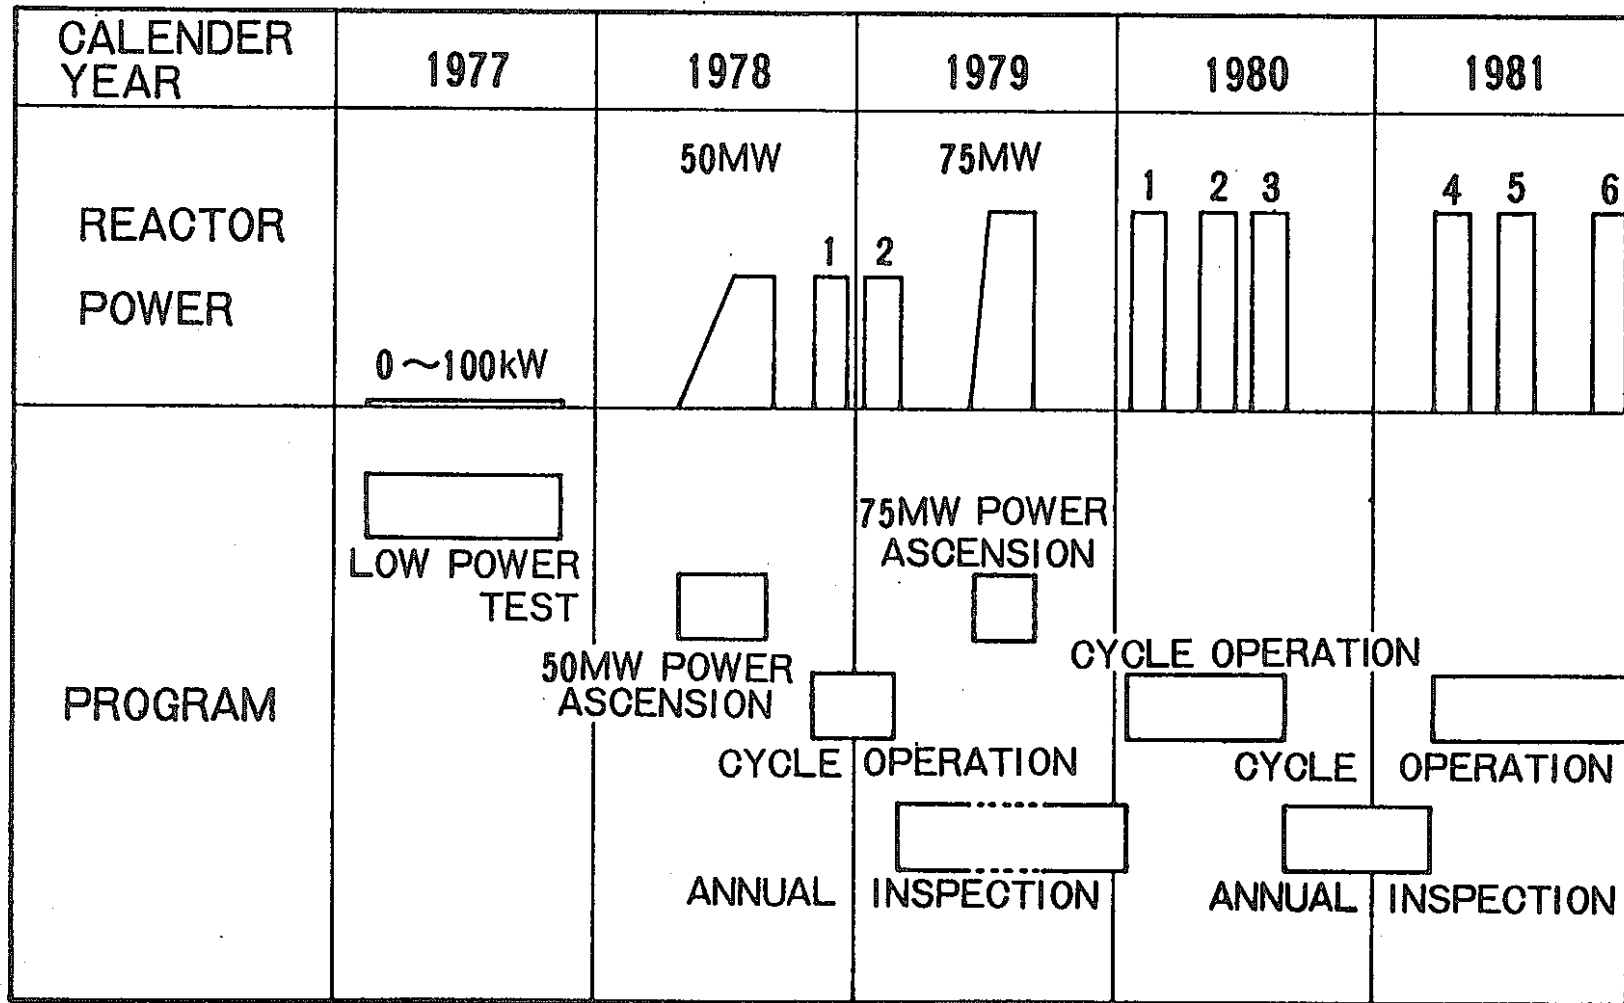 CALENDER
YEAR
1977
1978
1979
1980
1981
REACTOR
POWER
0～100kW
50MW
1
2
75MW
1
2
3
4
5
6
PROGRAM
LOW POWER
TEST
50MW POWER
ASCENSION
75MW POWER
ASCENSION
CYCLE OPERATION
CYCLE OPERATION
CYCLE OPERATION
ANNUAL INSPECTION
ANNUAL INSPECTION